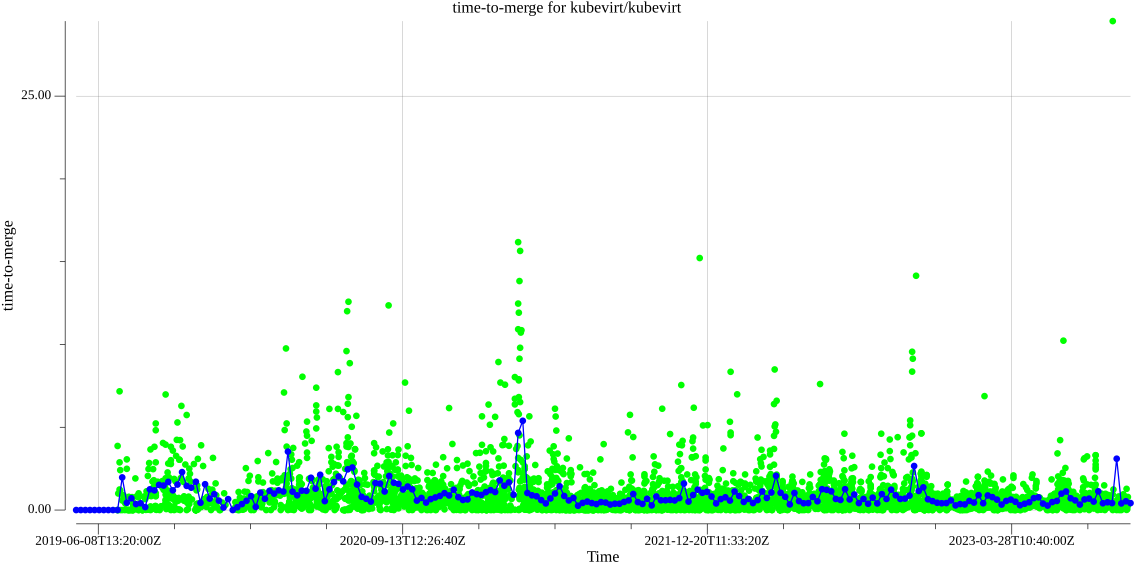 time-to-merge for kubevirt/kubevirt
25.00
time-to-merge
0.00
2019-06-08T13:20:00Z
2020-09-13T12:26:40Z
2021-12-20T11:33:20Z
2023-03-28T10:40:00Z
Time